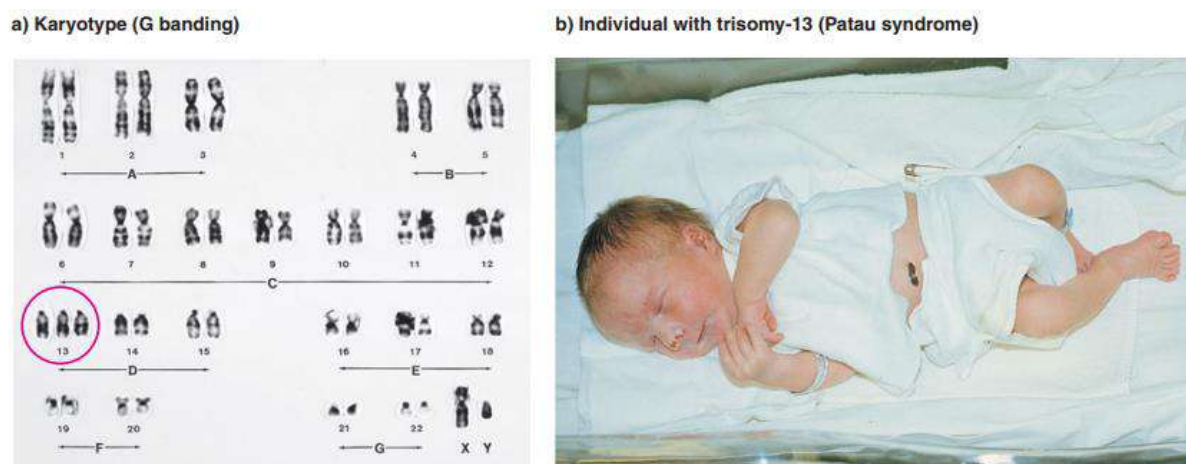 a) Karyotype (G banding)
b) Individual with trisomy-13 (Patau syndrome)
1 2 3 4 5
A B
6 7 8 9 10 11 12
C
13 14 15 16 17 18
D E
19 20 21 22 X Y
F G